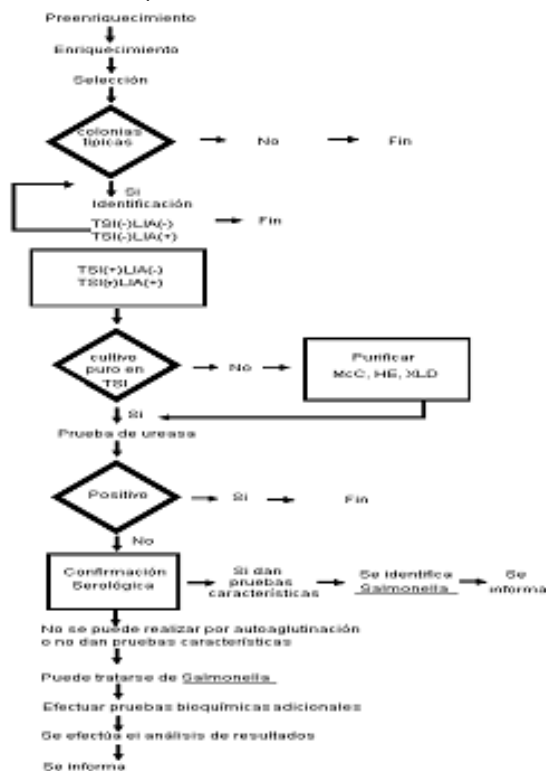 Preenriquecimiento
Enriquecimiento
Selección
colonias
típicas
No
Fin
Si
Identificación
TSI(-)LIA(-)
TSI(-)LIA(+)
Fin
TSI(+)LIA(-)
TSI(+)LIA(+)
cultivo
puro en
TSI
No
Purificar
McC, HE, XLD
Si
Prueba de ureasa
Positivo
Si
Fin
No
Confirmación
Serológica
Si dan
pruebas
características
Se identifica
Salmonella
Se
informa
No se puede realizar por autoaglutinación
o no dan pruebas características
Puede tratarse de Salmonella
Efectuar pruebas bioquímicas adicionales
Se efectúa el análisis de resultados
Se informa